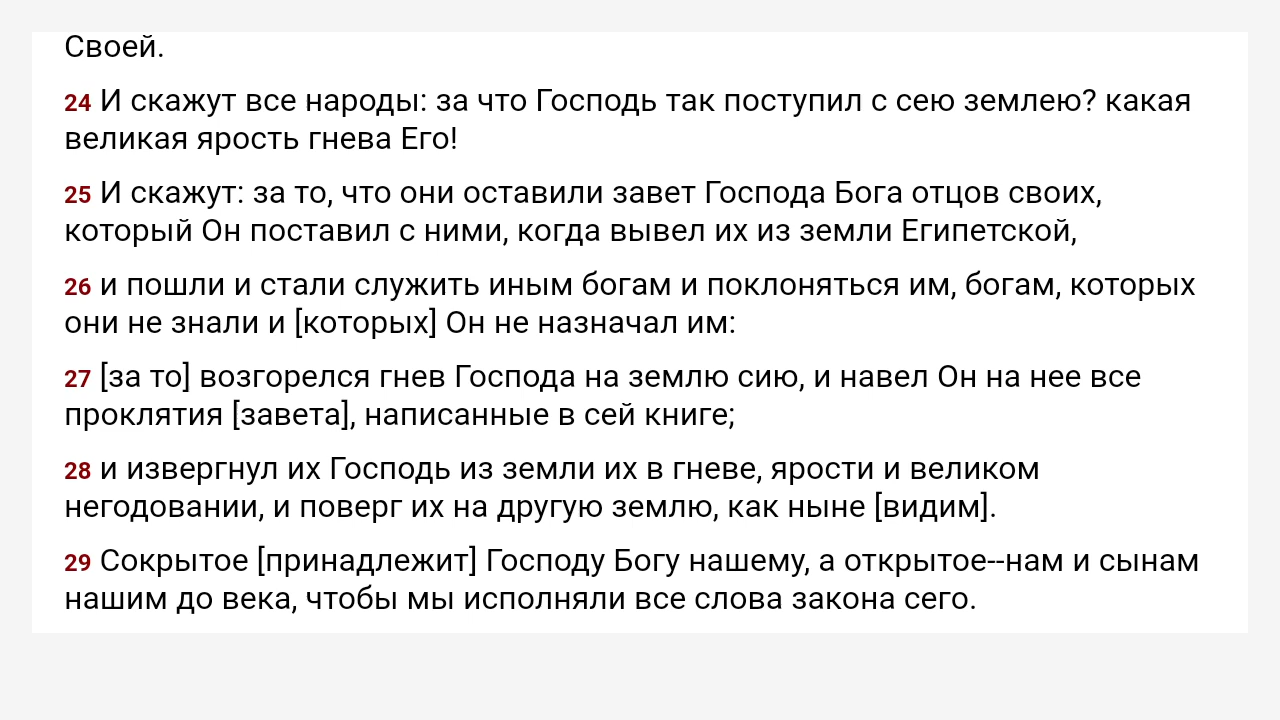 Своей.
24 И скажут все народы: за что Господь так поступил с сею землею? какая
великая ярость гнева Его!
25 И скажут: за то, что они оставили завет Господа Бога отцов своих,
который Он поставил с ними, когда вывел их из земли Египетской,
26 и пошли и стали служить иным богам и поклоняться им, богам, которых
они не знали и [которых] Он не назначал им:
27 [за то] возгорелся гнев Господа на землю сию, и навел Он на нее все
проклятия [завета], написанные в сей книге;
28 и извергнул их Господь из земли их в гневе, ярости и великом
негодовании, и поверг их на другую землю, как ныне [видим].
29 Сокрытое [принадлежит] Господу Богу нашему, а открытое--нам и сынам
нашим до века, чтобы мы исполняли все слова закона сего.